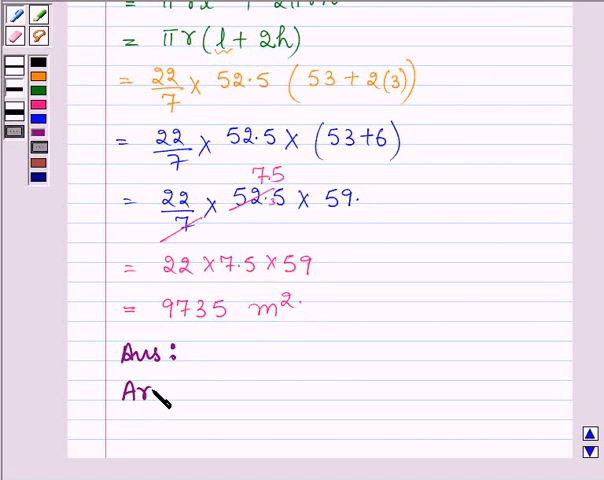 = πr(l + 2h)
= 22/7 × 52.5 (53 + 2(3))
= 22/7 × 52.5 × (53+6)
7.5
= 22/7 × 52.5 × 59.
= 22 × 7.5 × 59
= 9735 m².
Ans :
Ar